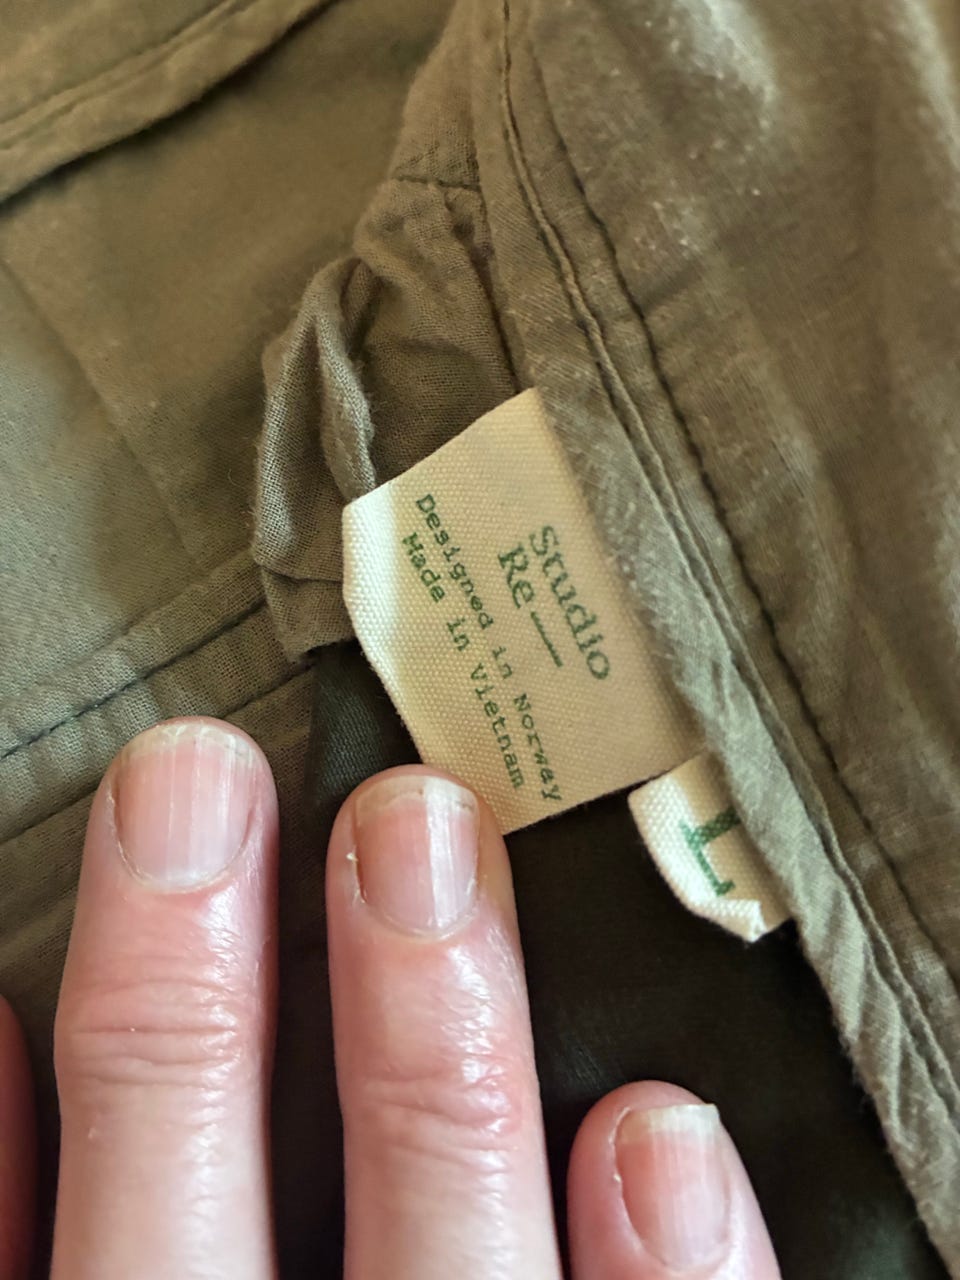 Studio
Re—
Designed in Norway
Made in Vietnam
L